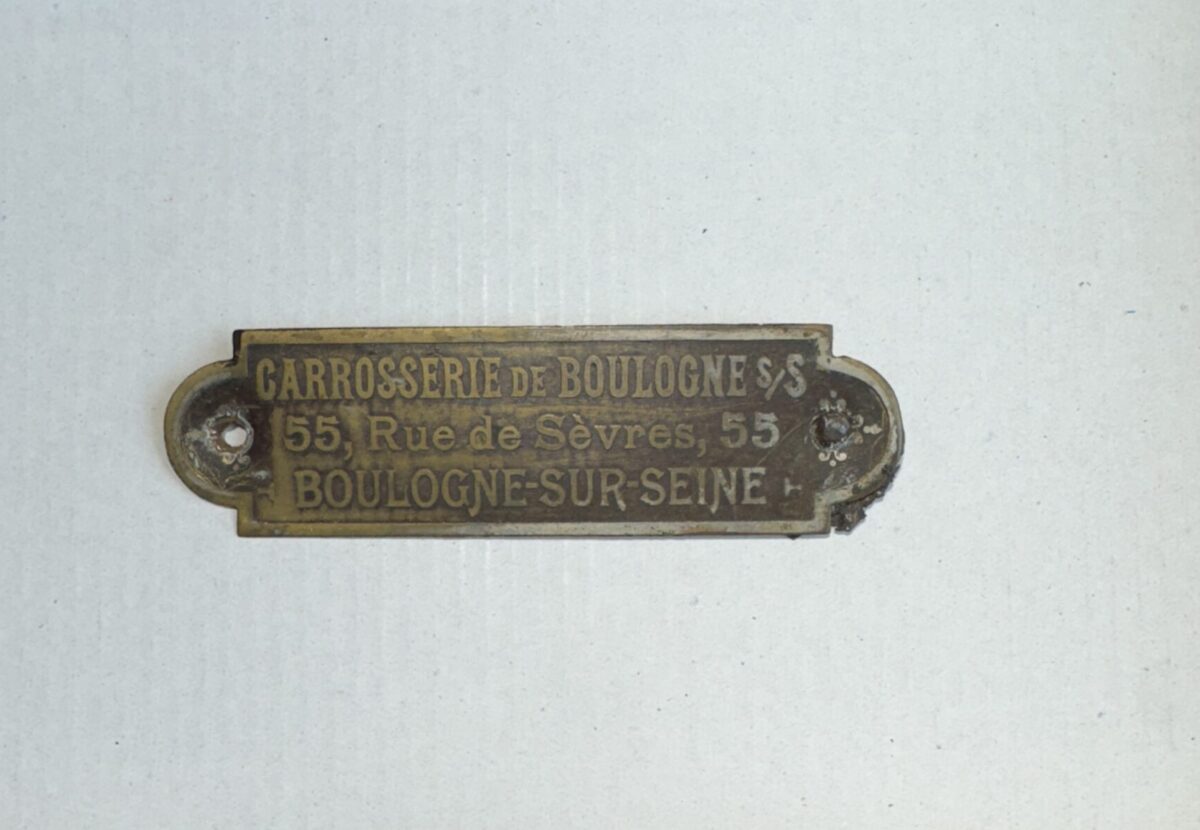 CARROSSERIE DE BOULOGNE S/S
55, Rue de Sèvres, 55
BOULOGNE-SUR-SEINE